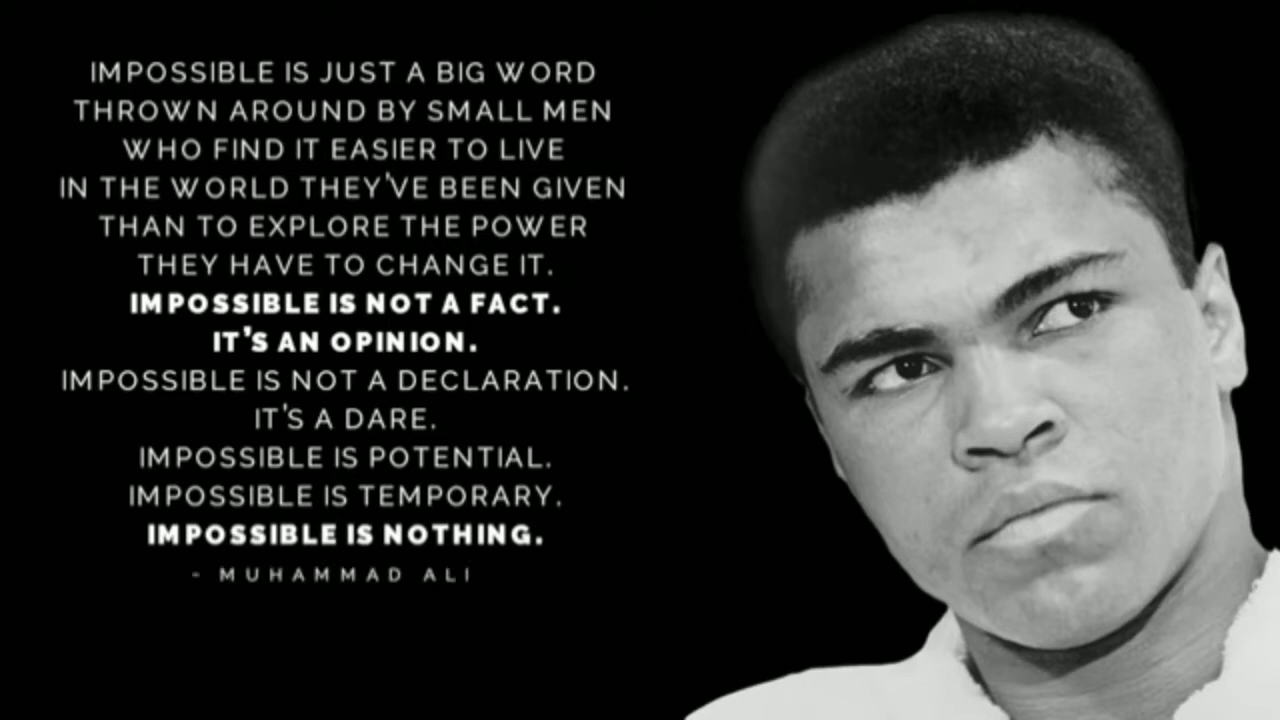 IMPOSSIBLE IS JUST A BIG WORD
THROWN AROUND BY SMALL MEN
WHO FIND IT EASIER TO LIVE
IN THE WORLD THEY'VE BEEN GIVEN
THAN TO EXPLORE THE POWER
THEY HAVE TO CHANGE IT.
IMPOSSIBLE IS NOT A FACT.
IT'S AN OPINION.
IMPOSSIBLE IS NOT A DECLARATION.
IT'S A DARE.
IMPOSSIBLE IS POTENTIAL.
IMPOSSIBLE IS TEMPORARY.
IMPOSSIBLE IS NOTHING.
- MUHAMMAD ALI